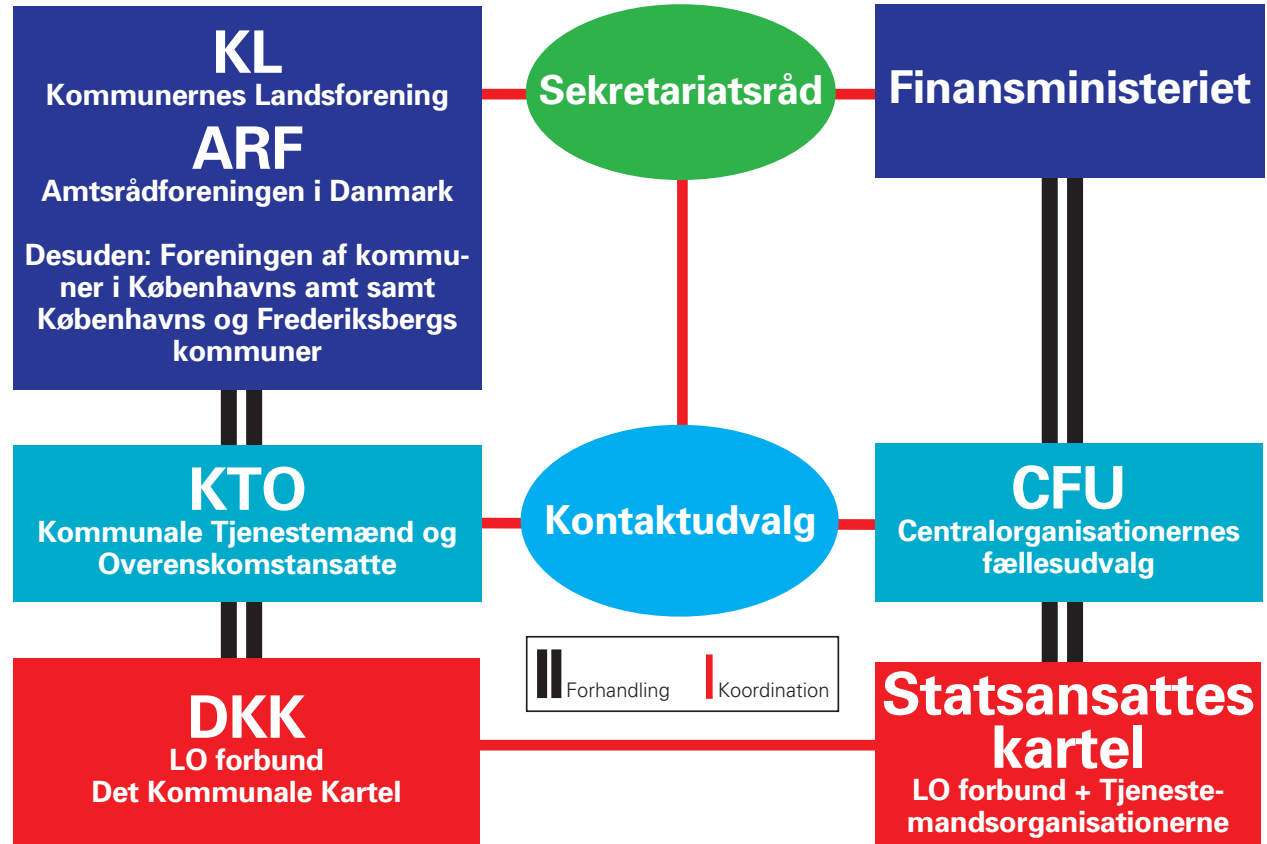 KL
Kommunernes Landsforening
ARF
Amtsrådforeningen i Danmark
Desuden: Foreningen af kommu-
ner i Københavns amt samt
Københavns og Frederiksbergs
kommuner
Sekretariatsråd
Finansministeriet
KTO
Kommunale Tjenestemænd og
Overenskomstansatte
Kontaktudvalg
CFU
Centralorganisationernes
fællesudvalg
Forhandling
Koordination
DKK
LO forbund
Det Kommunale Kartel
Statsansattes
kartel
LO forbund + Tjeneste-
mandsorganisationerne